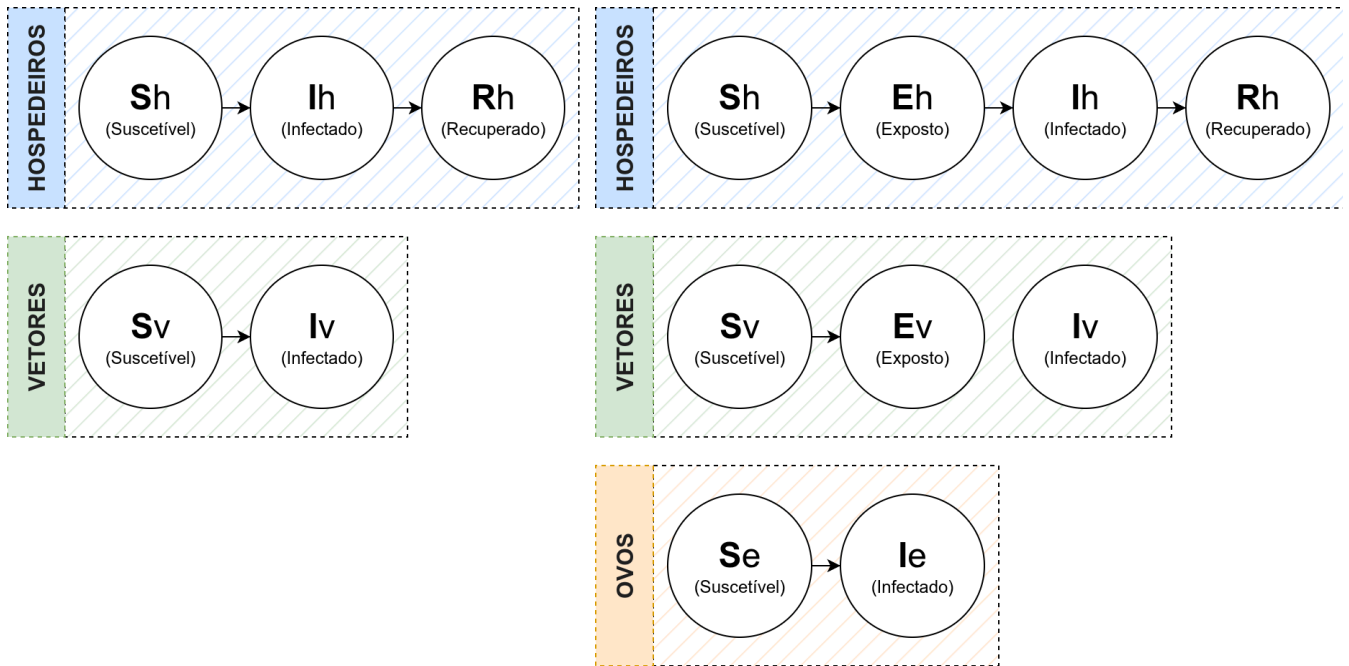 HOSPEDEIROS
Sh
(Suscetível)
Ih
(Infectado)
Rh
(Recuperado)
VETORES
Sv
(Suscetível)
Iv
(Infectado)
HOSPEDEIROS
Sh
(Suscetível)
Eh
(Exposto)
Ih
(Infectado)
Rh
(Recuperado)
VETORES
Sv
(Suscetível)
Ev
(Exposto)
Iv
(Infectado)
OVOS
Se
(Suscetível)
Ie
(Infectado)